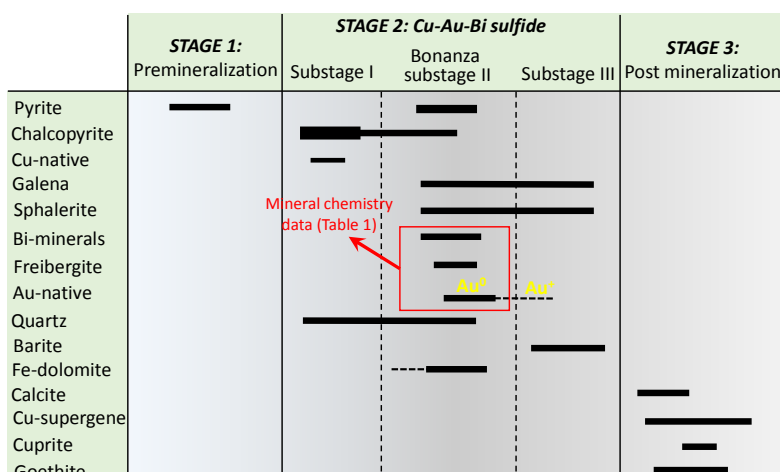 STAGE 2: Cu-Au-Bi sulfide
STAGE 1:
Premineralization
Substage I
Bonanza
substage II
Substage III
STAGE 3:
Post mineralization
Pyrite
Chalcopyrite
Cu-native
Galena
Sphalerite
Mineral chemistry
data (Table 1)
Bi-minerals
Freibergite
Au-native
Au⁰
Au⁺
Quartz
Barite
Fe-dolomite
Calcite
Cu-supergene
Cuprite
Goethite